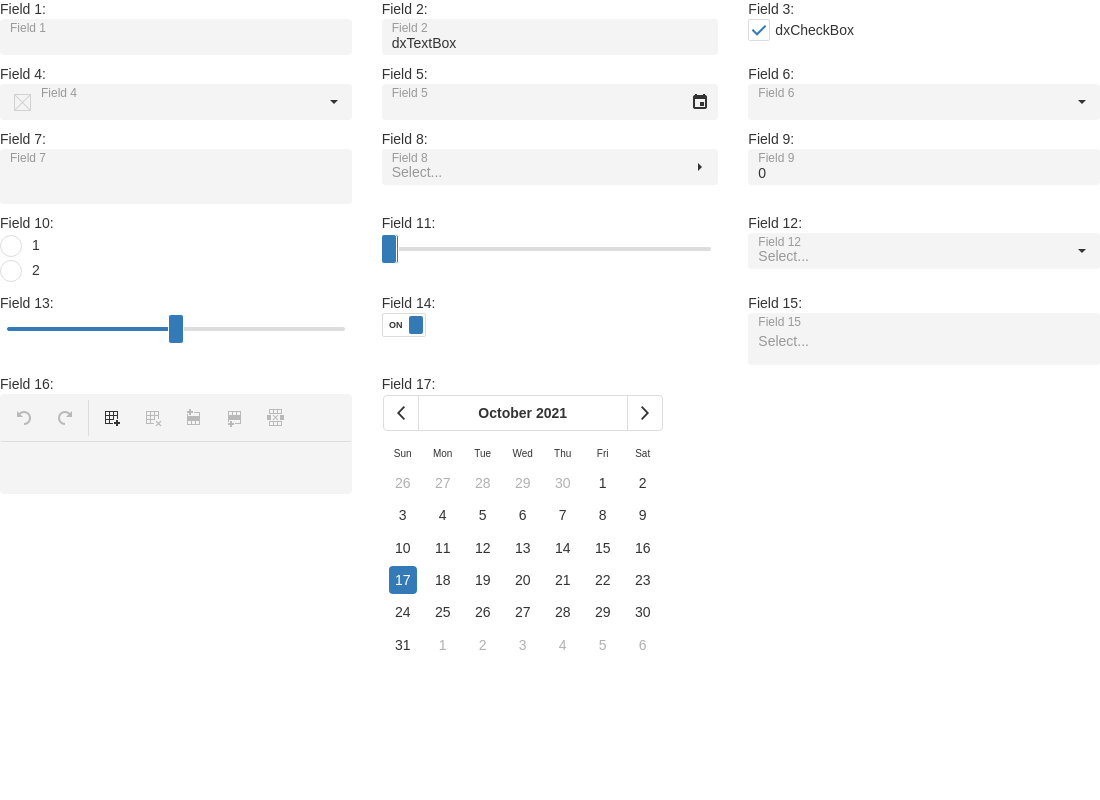 Field 1:
Field 1
Field 2:
Field 2
dxTextBox
Field 3:
dxCheckBox
Field 4:
Field 4
Field 5:
Field 5
Field 6:
Field 6
Field 7:
Field 7
Field 8:
Field 8
Select...
Field 9:
Field 9
0
Field 10:
1
2
Field 11:
Field 12:
Field 12
Select...
Field 13:
Field 14:
ON
Field 15:
Field 15
Select...
Field 16:
Field 17:
October 2021
Sun Mon Tue Wed Thu Fri Sat
26 27 28 29 30 1 2
3 4 5 6 7 8 9
10 11 12 13 14 15 16
17 18 19 20 21 22 23
24 25 26 27 28 29 30
31 1 2 3 4 5 6